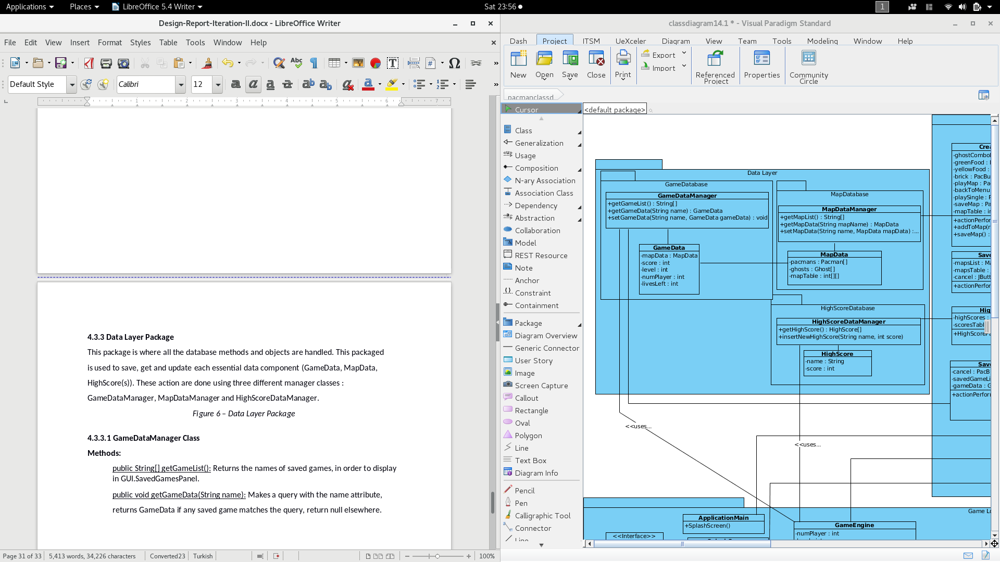 Applications
Places
LibreOffice 5.4 Writer
Sat 23:56
1
Design-Report-Iteration-II.docx - LibreOffice Writer
File Edit View Insert Format Styles Table Tools Window Help
Default Style
Calibri
12
1 2 3 4 5 6 7
4.3.3 Data Layer Package
This package is where all the database methods and objects are handled. This packaged
is used to save, get and update each essential data component (GameData, MapData,
HighScore(s)). These action are done using three different manager classes :
GameDataManager, MapDataManager and HighScoreDataManager.
Figure 6 – Data Layer Package
4.3.3.1 GameDataManager Class
Methods:
public String[] getGameList(): Returns the names of saved games, in order to display
in GUI.SavedGamesPanel.
public void getGameData(String name): Makes a query with the name attribute,
returns GameData if any saved game matches the query, return null elsewhere.
Page 31 of 33
5,413 words, 34,226 characters
Converted23
Turkish
100%
classdiagram14.1 * - Visual Paradigm Standard
Dash Project ITSM UeXceler Diagram View Team Tools Modeling Window Help
New
Open
Save
Close
Print
Export
Import
Referenced
Project
Properties
Community
Circle
pacmanclassd
Cursor
<default package>
Class
Generalization
Usage
Composition
N-ary Association
Association Class
Dependency
Abstraction
Collaboration
Model
REST Resource
Note
Anchor
Constraint
Containment
Package
Diagram Overview
Generic Connector
User Story
Image
Screen Capture
Callout
Rectangle
Oval
Polygon
Line
Text Box
Diagram Info
Pencil
Pen
Calligraphic Tool
Connector
Line
Data Layer
GameDatabase
GameDataManager
+getGameList() : String[]
+getGameData(String name) : GameData
+setGameData(String name, GameData gameData) : void
GameData
-mapData : MapData
-score : int
-level : int
-numPlayer : int
-livesLeft : int
MapDatabase
MapDataManager
+getMapList() : String[]
+getMapData(String mapName) : MapData
+setMapData(String name, MapData mapData) :...
MapData
-pacmans : Pacman[]
-ghosts : Ghost[]
-mapTable : int[][]
HighScoreDatabase
HighScoreDataManager
+getHighScore() : HighScore[]
+insertNewHighScore(String name, int score)
HighScore
-name : String
-score : int
<<uses...
<<uses...
Crea
-ghostCombo
-greenFood :
-yellowFood :
-brick : PacBu
-playMap : Pa
-backToMenu
-playSingle : P
-saveMap : Pa
-mapTable : in
+actionPerfor
+addToMap(r
+saveMap() :
Save
-mapsList : Ma
-mapsTable : J
-cancel : JButt
+actionPerfor
Hig
-highScores :
-scoresTabl
+HighScoreP
Save
-cancel : PacB
-savedGameLi
-gameData : G
+actionPerfor
Game Lo
ApplicationMain
+SplashScreen()
<<Interface>>
GameEngine
-numPlayer : int